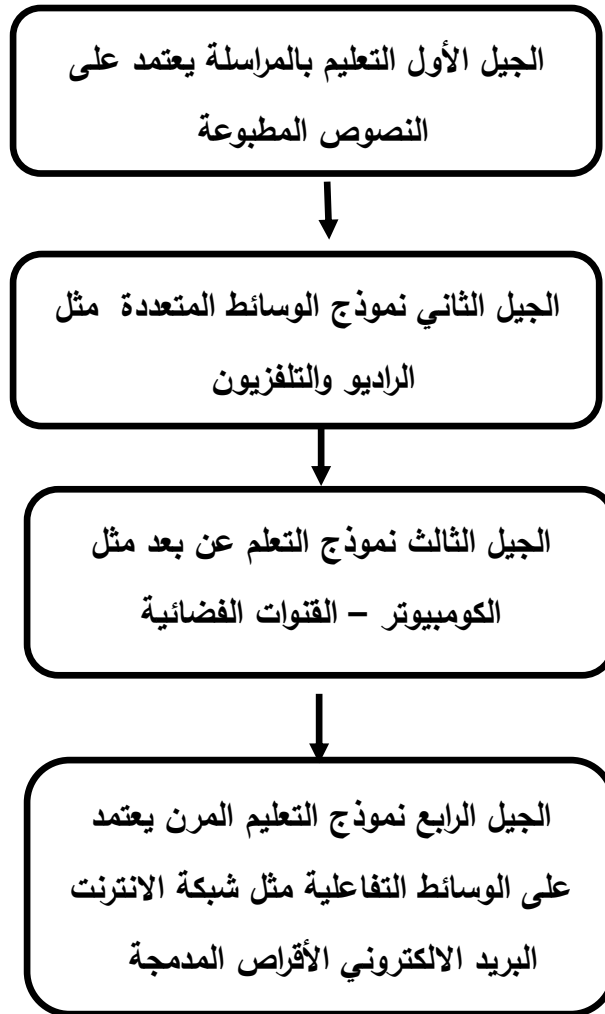 الجيل الأول التعليم بالمراسلة يعتمد على
النصوص المطبوعة
الجيل الثاني نموذج الوسائط المتعددة مثل
الراديو والتلفزيون
الجيل الثالث نموذج التعلم عن بعد مثل
الكومبيوتر – القنوات الفضائية
الجيل الرابع نموذج التعليم المرن يعتمد
على الوسائط التفاعلية مثل شبكة الانترنت
البريد الالكتروني الأقراص المدمجة